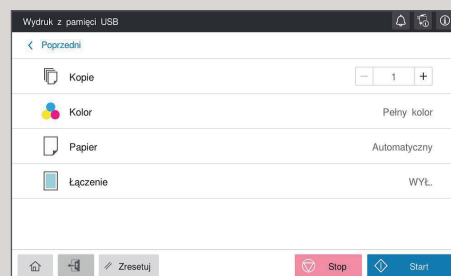 Wydruk z pamięci USB
Poprzedni
Kopie
1
Kolor
Pełny kolor
Papier
Automatyczny
Łączenie
WYŁ.
Zresetuj
Stop
Start